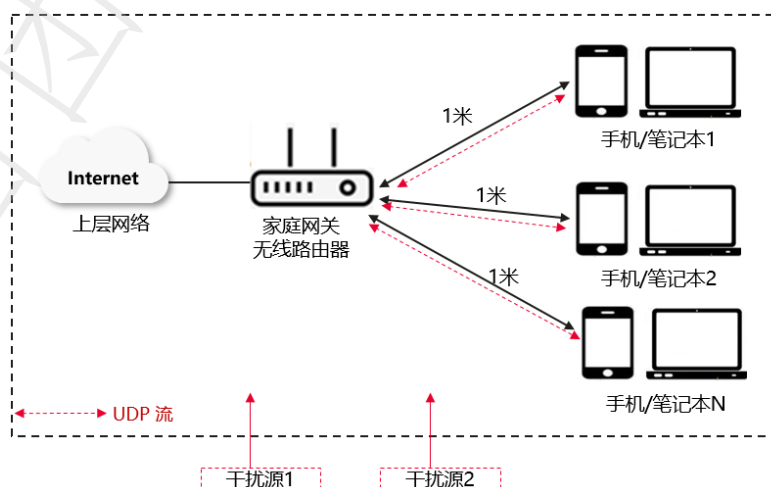 1米
手机/笔记本1
Internet
上层网络
家庭网关
无线路由器
1米
手机/笔记本2
1米
手机/笔记本N
UDP 流
干扰源1
干扰源2